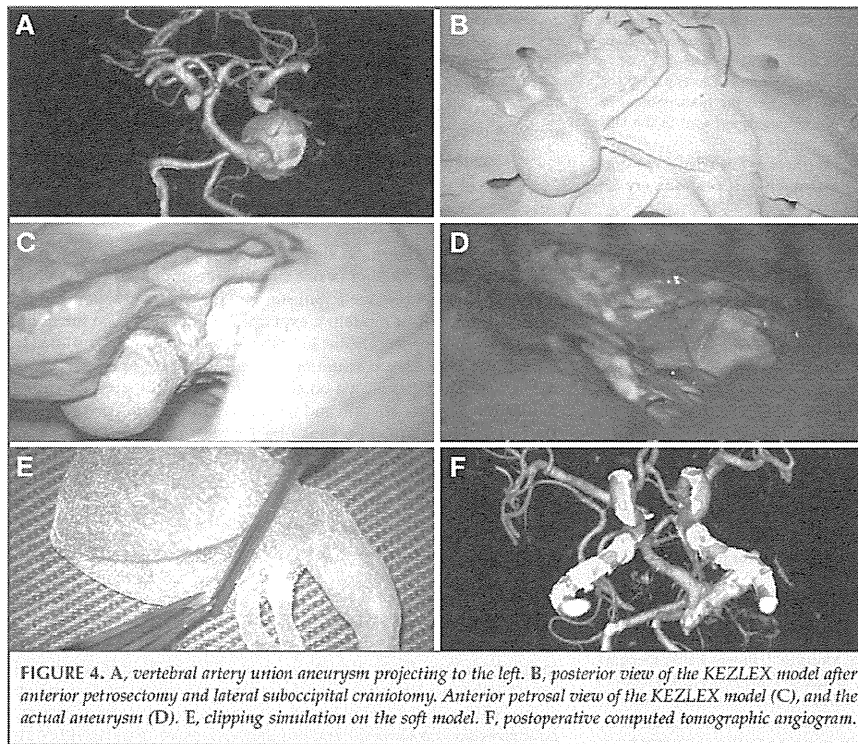 A
B
C
D
E
F
FIGURE 4. A, vertebral artery union aneurysm projecting to the left. B, posterior view of the KEZLEX model after
anterior petrosectomy and lateral suboccipital craniotomy. Anterior petrosal view of the KEZLEX model (C), and the
actual aneurysm (D). E, clipping simulation on the soft model. F, postoperative computed tomographic angiogram.